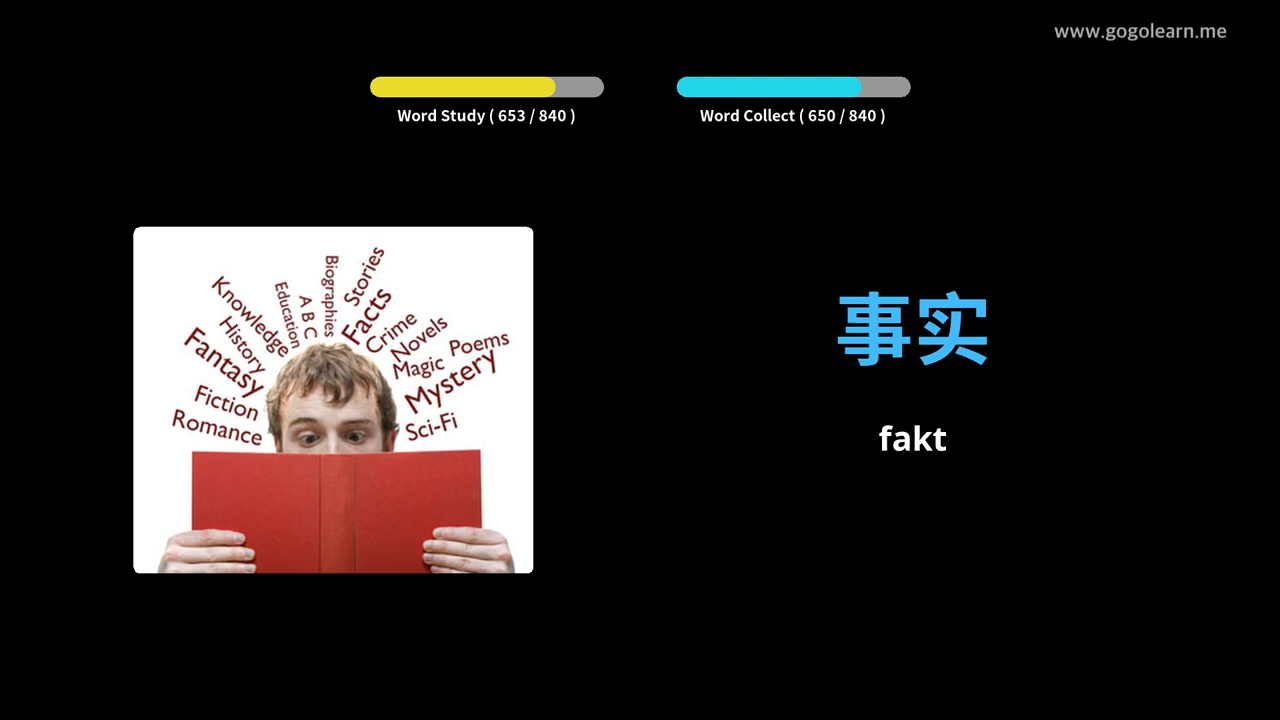 www.gogolearn.me
Word Study ( 653 / 840 )
Word Collect ( 650 / 840 )
Romance
Fiction
Fantasy
History
Knowledge
Education
A B C
Biographies
Stories
Facts
Crime
Novels
Magic
Poems
Mystery
Sci-Fi
事实
fakt